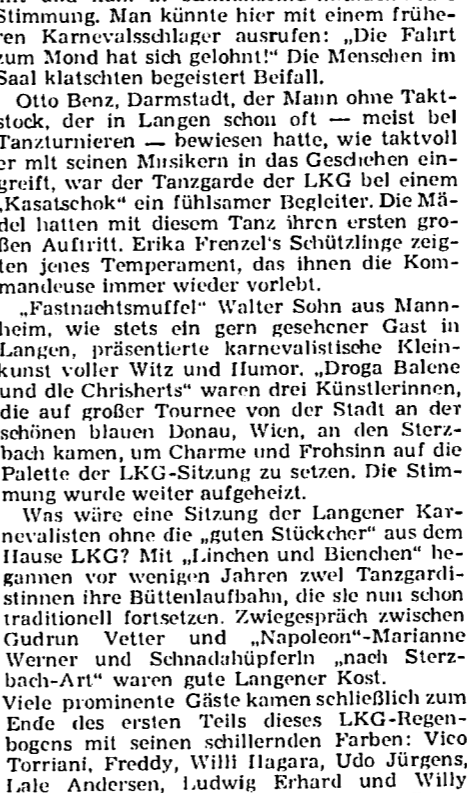 Stimmung. Man könnte hier mit einem frühe-
ren Karnevalsschlager ausrufen: „Die Fahrt
zum Mond hat sich gelohnt!“ Die Menschen im
Saal klatschten begeistert Beifall.
Otto Benz, Darmstadt, der Mann ohne Takt-
stock, der in Langen schon oft — meist bei
Tanzturnieren — bewiesen hatte, wie taktvoll
er mit seinen Musikern in das Geschehen ein-
greift, war der Tanzgarde der LKG bei einem
„Kasatschok“ ein fühlsamer Begleiter. Die Mä-
del hatten mit diesem Tanz ihren ersten gro-
ßen Auftritt. Erika Frenzel's Schützlinge zeig-
ten jenes Temperament, das ihnen die Kom-
mandeuse immer wieder vorlebt.
„Fastnachtsmuffel“ Walter Sohn aus Mann-
heim, wie stets ein gern gesehener Gast in
Langen, präsentierte karnevalistische Klein-
kunst voller Witz und Humor. „Droga Balene
und die Chrisherts“ waren drei Künstlerinnen,
die auf großer Tournee von der Stadt an der
schönen blauen Donau, Wien, an den Sterz-
bach kamen, um Charme und Frohsinn auf die
Palette der LKG-Sitzung zu setzen. Die Stim-
mung wurde weiter aufgeheizt.
Was wäre eine Sitzung der Langener Kar-
nevalisten ohne die „guten Stückcher“ aus dem
Hause LKG? Mit „Linchen und Bienchen“ be-
gannen vor wenigen Jahren zwei Tanzgardi-
stinnen ihre Büttenlaufbahn, die sie nun schon
traditionell fortsetzen. Zwiegespräch zwischen
Gudrun Vetter und „Napoleon“-Marianne
Werner und Schnadahüpferln „nach Sterz-
bach-Art“ waren gute Langener Kost.
Viele prominente Gäste kamen schließlich zum
Ende des ersten Teils dieses LKG-Regen-
bogens mit seinen schillernden Farben: Vico
Torriani, Freddy, Willi Hagara, Udo Jürgens,
Lale Andersen, Ludwig Erhard und Willy